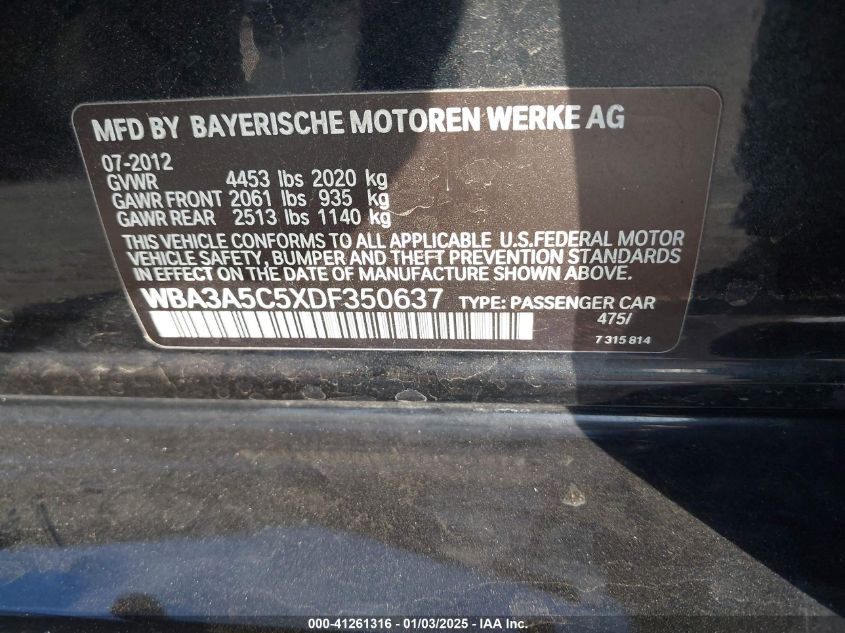 MFD BY BAYERISCHE MOTOREN WERKE AG
07-2012
GVWR 4453 lbs 2020 kg
GAWR FRONT 2061 lbs 935 kg
GAWR REAR 2513 lbs 1140 kg
THIS VEHICLE CONFORMS TO ALL APPLICABLE U.S.FEDERAL MOTOR
VEHICLE SAFETY, BUMPER AND THEFT PREVENTION STANDARDS
IN EFFECT ON THE DATE OF MANUFACTURE SHOWN ABOVE.
WBA3A5C5XDF350637 TYPE: PASSENGER CAR
475/
7 315 814
000-41261316 | 01/03/2025 - IAA Inc.